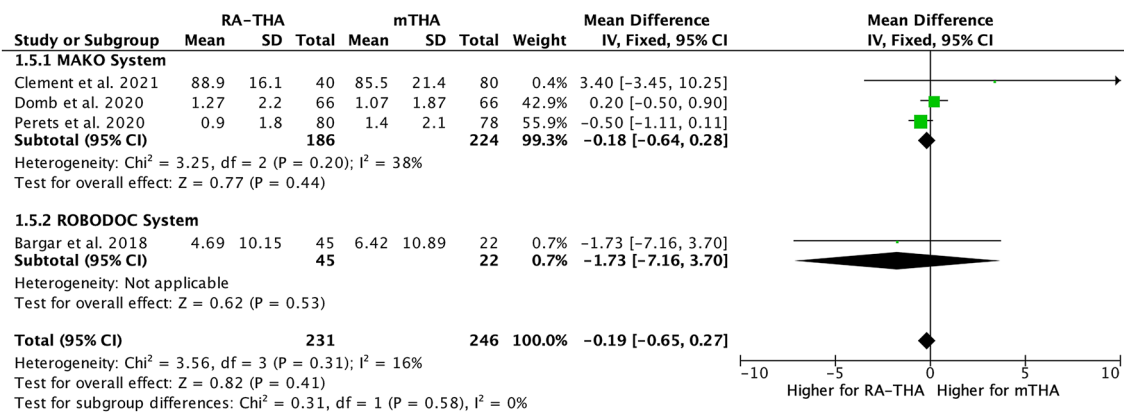 RA−THA mTHA Mean Difference Mean Difference
Study or Subgroup Mean SD Total Mean SD Total Weight IV, Fixed, 95% CI IV, Fixed, 95% CI
1.5.1 MAKO System
Clement et al. 2021 88.9 16.1 40 85.5 21.4 80 0.4% 3.40 [−3.45, 10.25]
Domb et al. 2020 1.27 2.2 66 1.07 1.87 66 42.9% 0.20 [−0.50, 0.90]
Perets et al. 2020 0.9 1.8 80 1.4 2.1 78 55.9% −0.50 [−1.11, 0.11]
Subtotal (95% CI) 186 224 99.3% −0.18 [−0.64, 0.28]
Heterogeneity: Chi² = 3.25, df = 2 (P = 0.20); I² = 38%
Test for overall effect: Z = 0.77 (P = 0.44)
1.5.2 ROBODOC System
Bargar et al. 2018 4.69 10.15 45 6.42 10.89 22 0.7% −1.73 [−7.16, 3.70]
Subtotal (95% CI) 45 22 0.7% −1.73 [−7.16, 3.70]
Heterogeneity: Not applicable
Test for overall effect: Z = 0.62 (P = 0.53)
Total (95% CI) 231 246 100.0% −0.19 [−0.65, 0.27]
Heterogeneity: Chi² = 3.56, df = 3 (P = 0.31); I² = 16%
Test for overall effect: Z = 0.82 (P = 0.41)
Test for subgroup differences: Chi² = 0.31, df = 1 (P = 0.58), I² = 0%
−10 −5 0 5 10
Higher for RA−THA Higher for mTHA